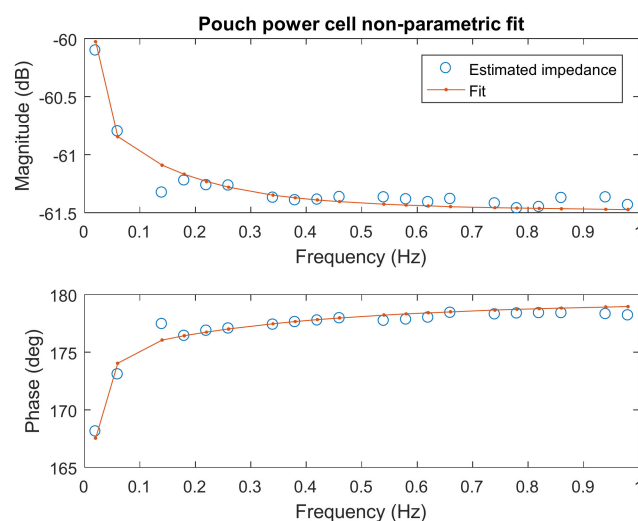 Pouch power cell non-parametric fit
Magnitude (dB)
-60
-60.5
-61
-61.5
Estimated impedance
Fit
0 0.1 0.2 0.3 0.4 0.5 0.6 0.7 0.8 0.9 1
Frequency (Hz)
Phase (deg)
180
175
170
165
0 0.1 0.2 0.3 0.4 0.5 0.6 0.7 0.8 0.9 1
Frequency (Hz)